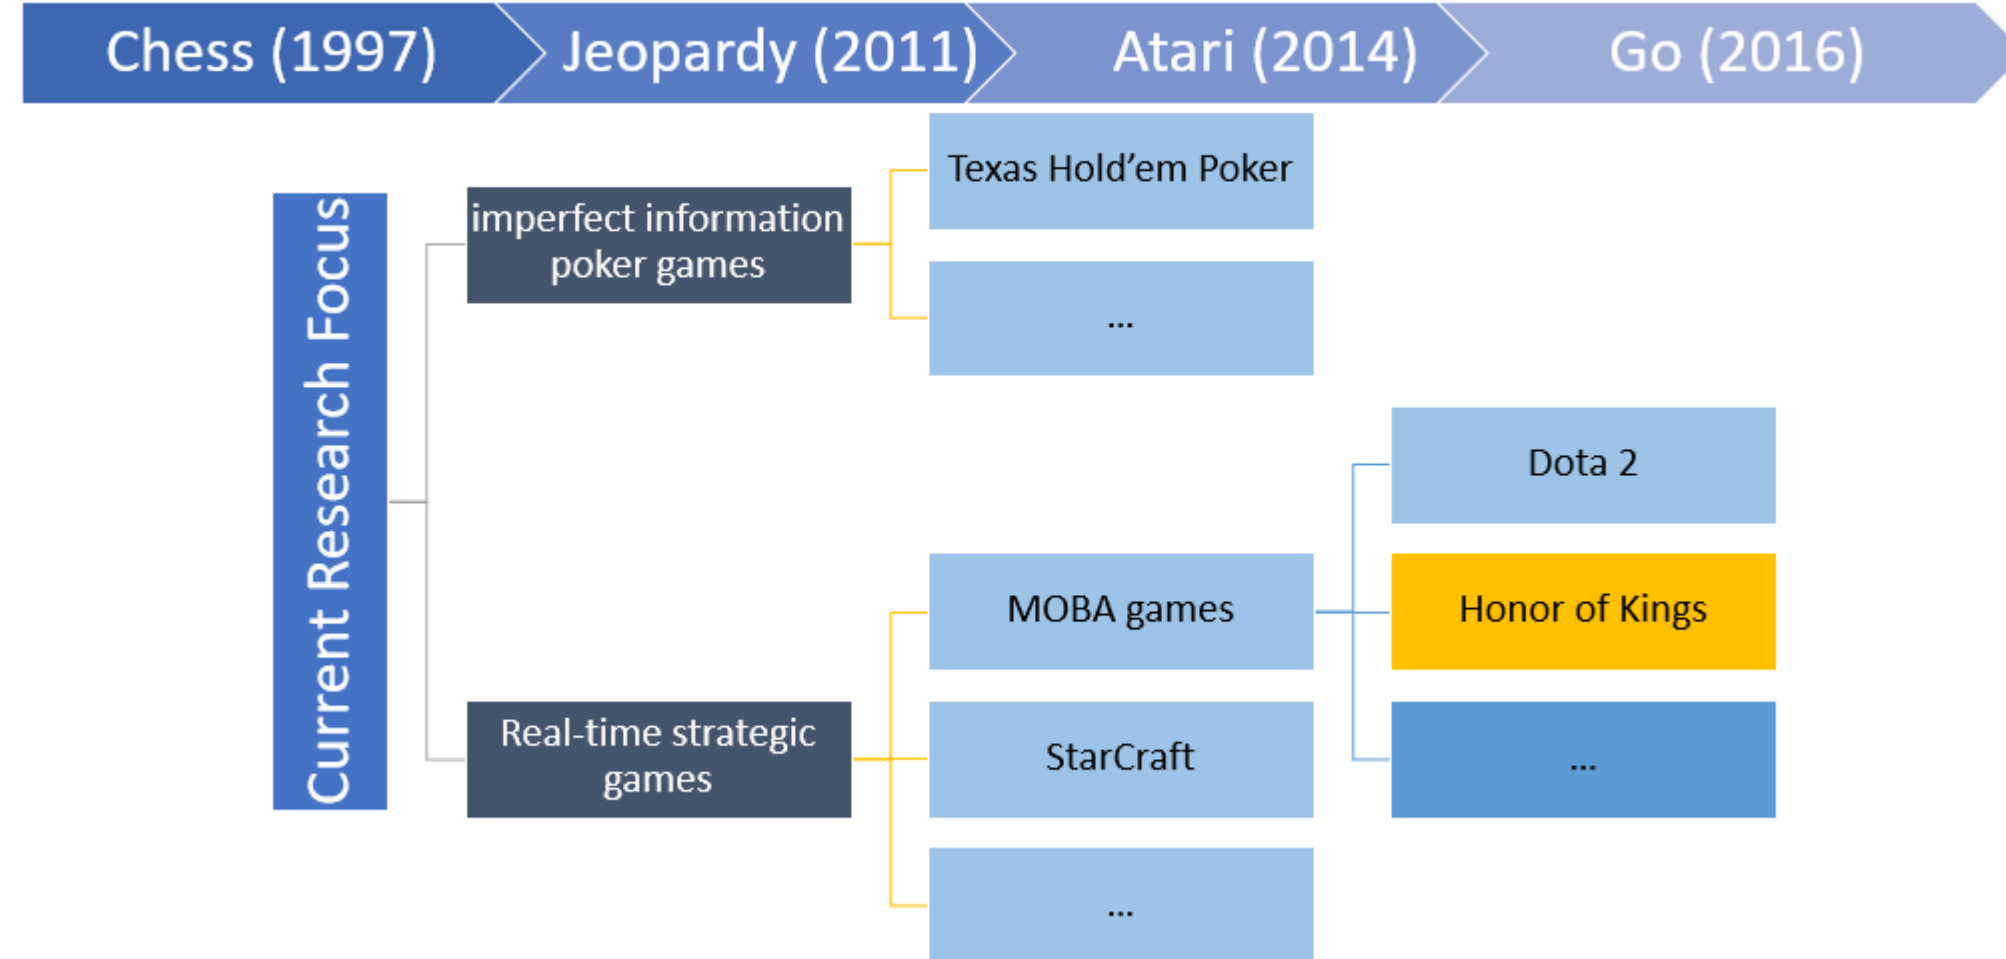 Chess (1997)
Jeopardy (2011)
Atari (2014)
Go (2016)
Current Research Focus
imperfect information
poker games
Texas Hold’em Poker
...
Real-time strategic
games
MOBA games
StarCraft
...
Dota 2
Honor of Kings
...